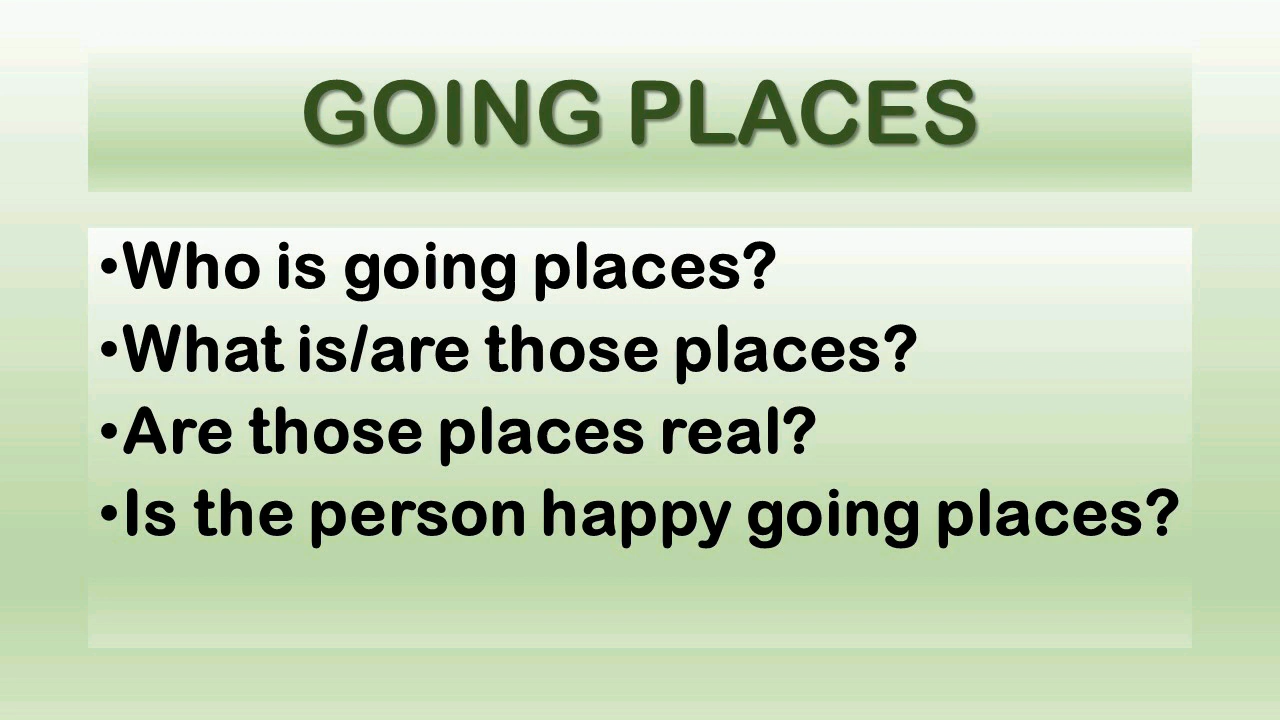 GOING PLACES
•Who is going places?
•What is/are those places?
•Are those places real?
•Is the person happy going places?